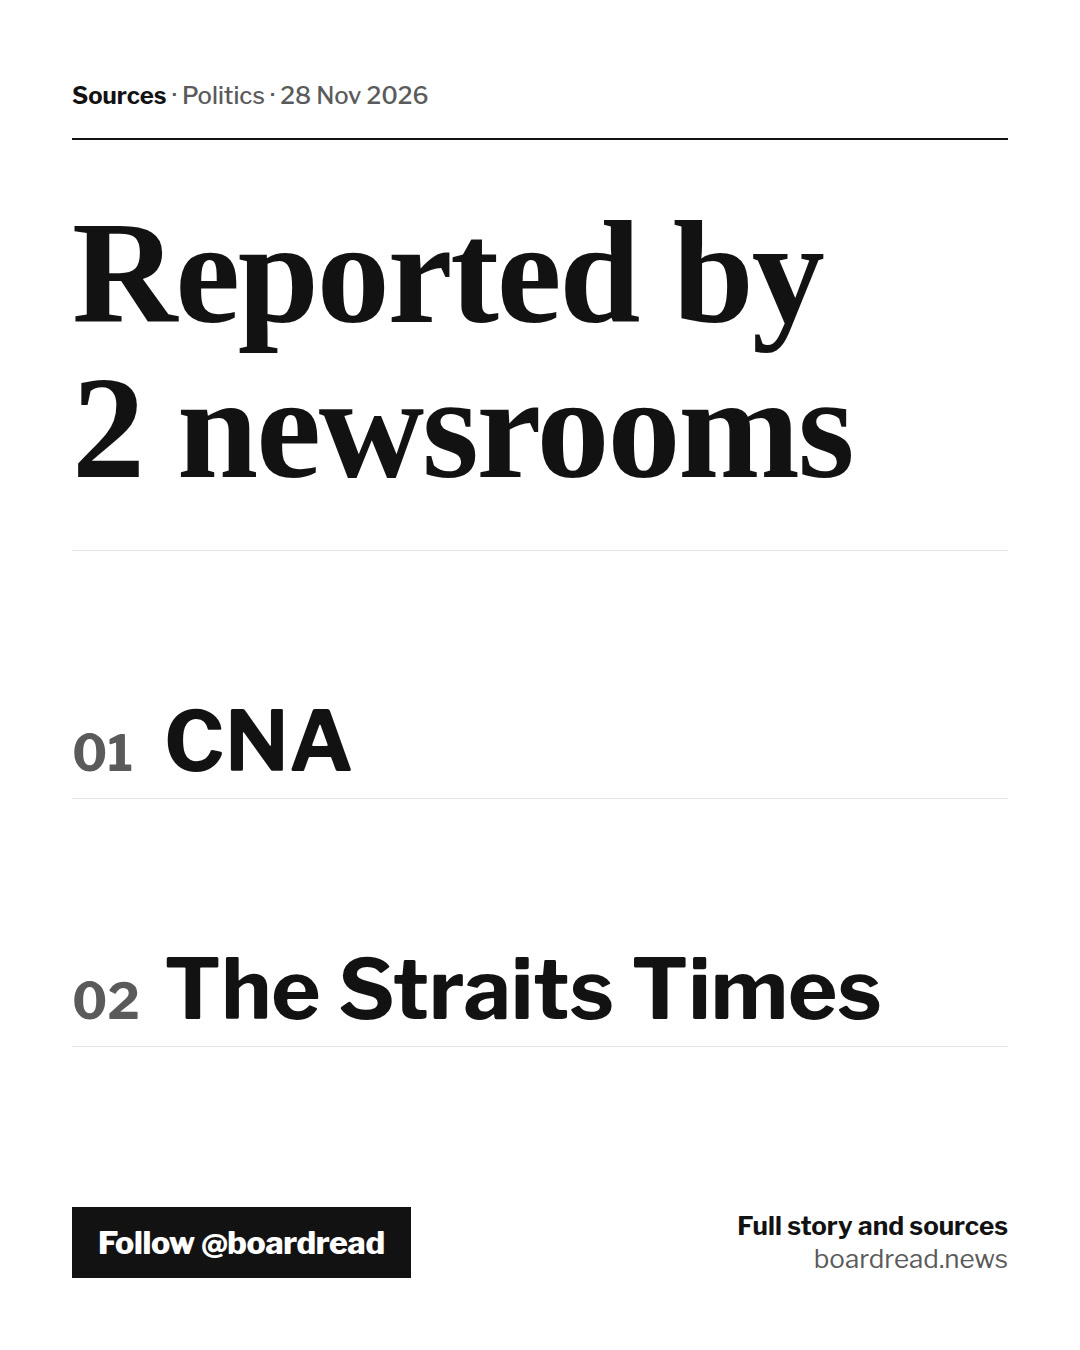 Sources · Politics · 28 Nov 2026
Reported by
2 newsrooms
01 CNA
02 The Straits Times
Follow @boardread
Full story and sources
boardread.news